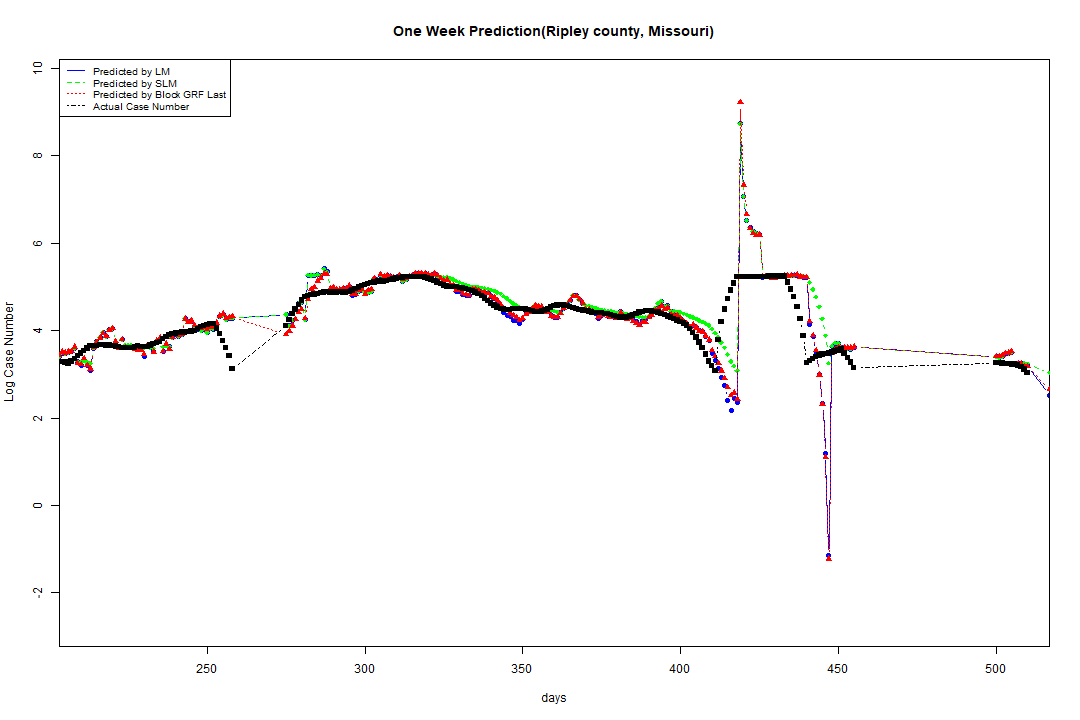 One Week Prediction(Ripley county, Missouri)
Predicted by LM
Predicted by SLM
Predicted by Block GRF Last
Actual Case Number
Log Case Number
10
8
6
4
2
0
-2
250
300
350
400
450
500
days